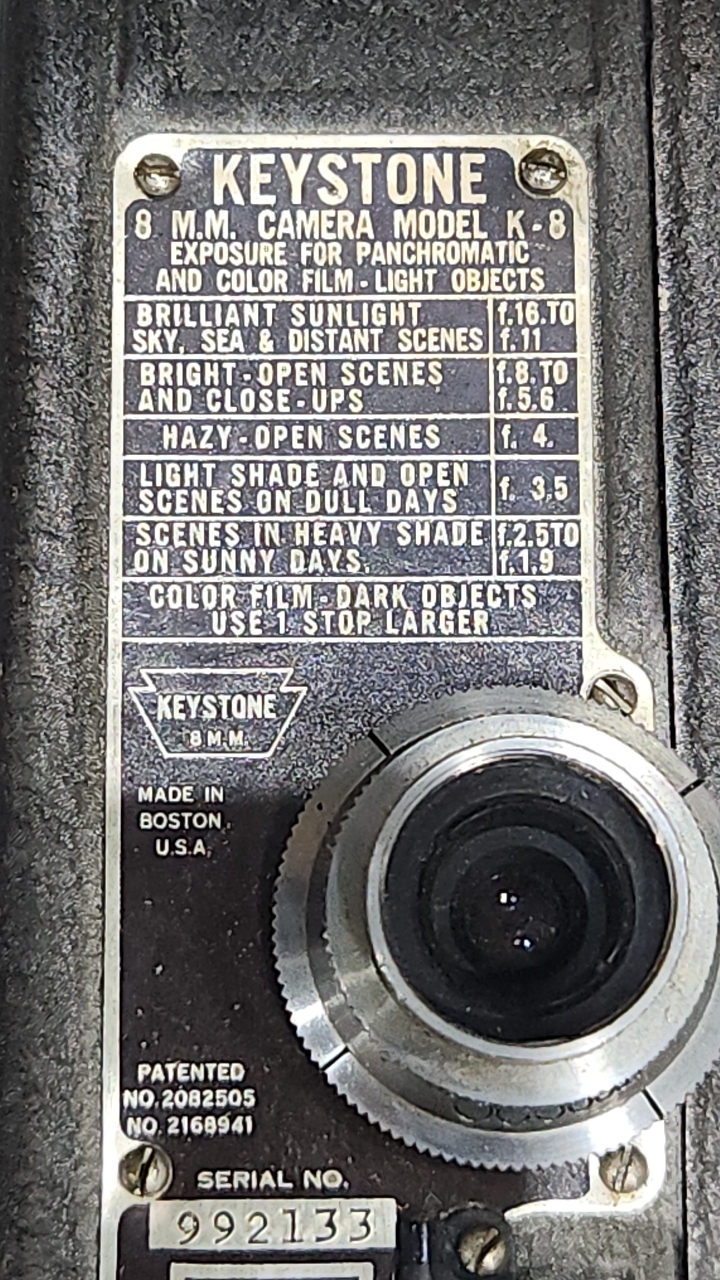 KEYSTONE
8 M.M. CAMERA MODEL K-8
EXPOSURE FOR PANCHROMATIC
AND COLOR FILM-LIGHT OBJECTS
BRILLIANT SUNLIGHT f.16.TO
SKY, SEA & DISTANT SCENES f.11
BRIGHT-OPEN SCENES f.8.TO
AND CLOSE-UPS f.5.6
HAZY-OPEN SCENES f. 4.
LIGHT SHADE AND OPEN
SCENES ON DULL DAYS f. 3.5
SCENES IN HEAVY SHADE f.2.5TO
ON SUNNY DAYS. f.1.9
COLOR FILM-DARK OBJECTS
USE 1 STOP LARGER
KEYSTONE
8 M.M.
MADE IN
BOSTON.
U.S.A.
PATENTED
NO.2082505
NO. 2168941
SERIAL NO.
992133